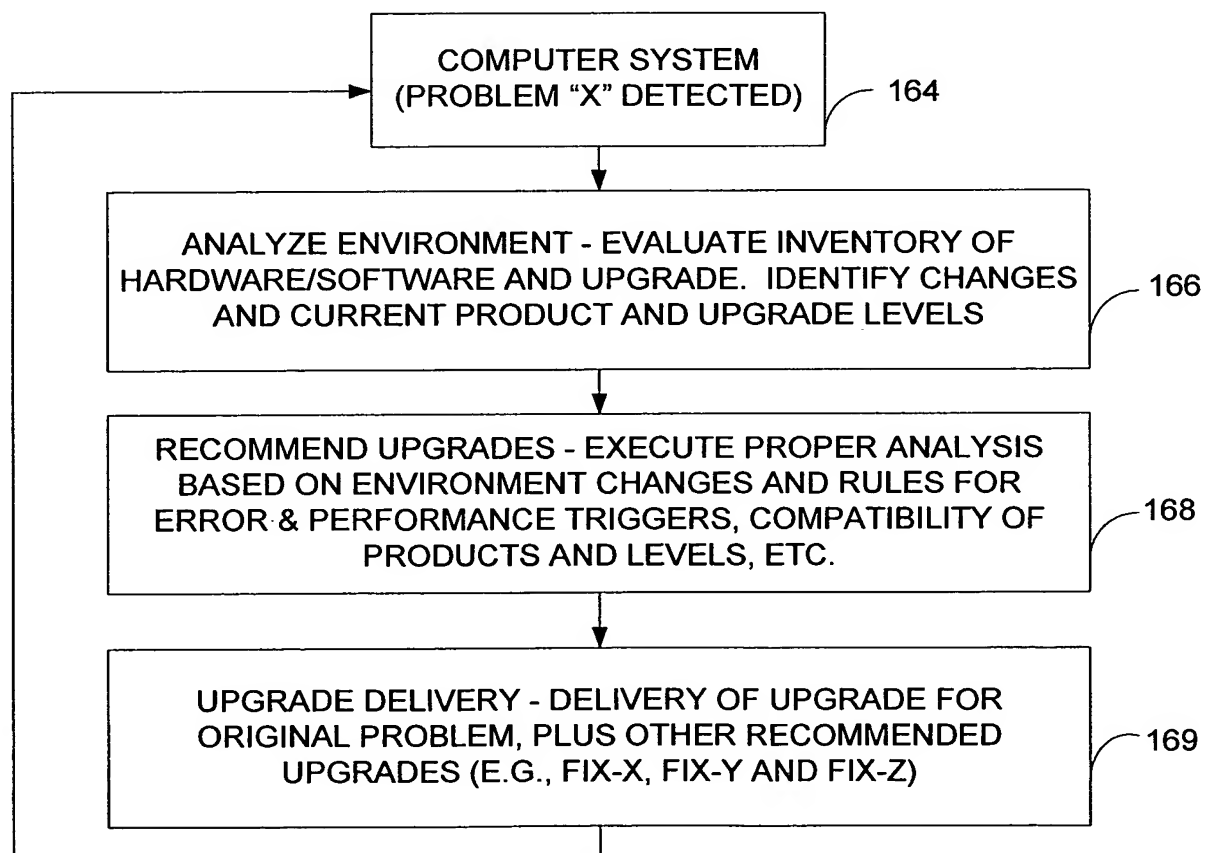 COMPUTER SYSTEM
(PROBLEM “X” DETECTED)
164
ANALYZE ENVIRONMENT - EVALUATE INVENTORY OF
HARDWARE/SOFTWARE AND UPGRADE. IDENTIFY CHANGES
AND CURRENT PRODUCT AND UPGRADE LEVELS
166
RECOMMEND UPGRADES - EXECUTE PROPER ANALYSIS
BASED ON ENVIRONMENT CHANGES AND RULES FOR
ERROR & PERFORMANCE TRIGGERS, COMPATIBILITY OF
PRODUCTS AND LEVELS, ETC.
168
UPGRADE DELIVERY - DELIVERY OF UPGRADE FOR
ORIGINAL PROBLEM, PLUS OTHER RECOMMENDED
UPGRADES (E.G., FIX-X, FIX-Y AND FIX-Z)
169